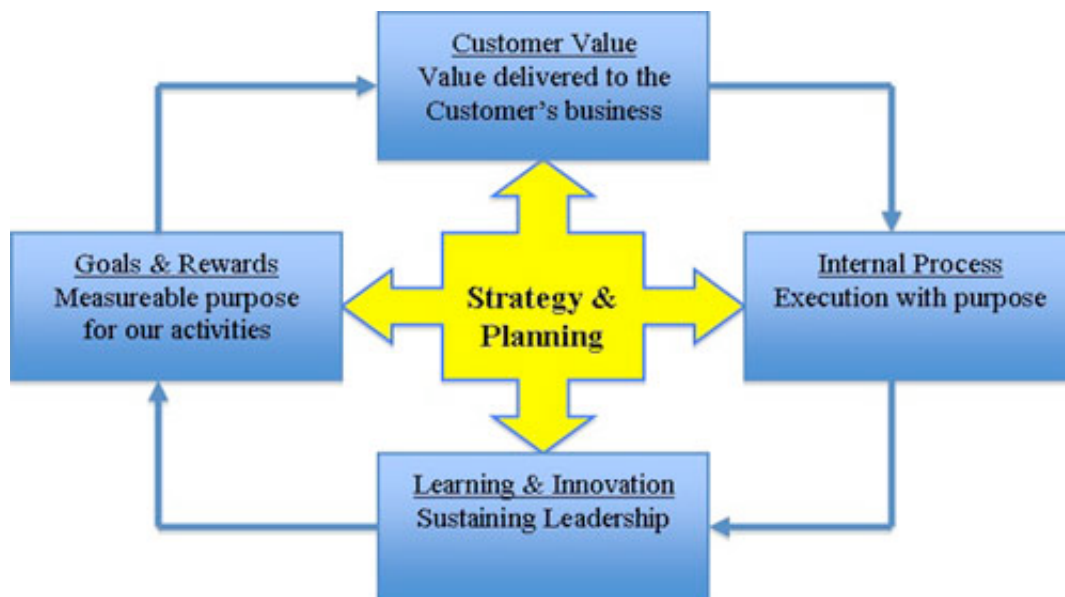 Customer Value
Value delivered to the
Customer’s business
Goals & Rewards
Measureable purpose
for our activities
Strategy &
Planning
Internal Process
Execution with purpose
Learning & Innovation
Sustaining Leadership